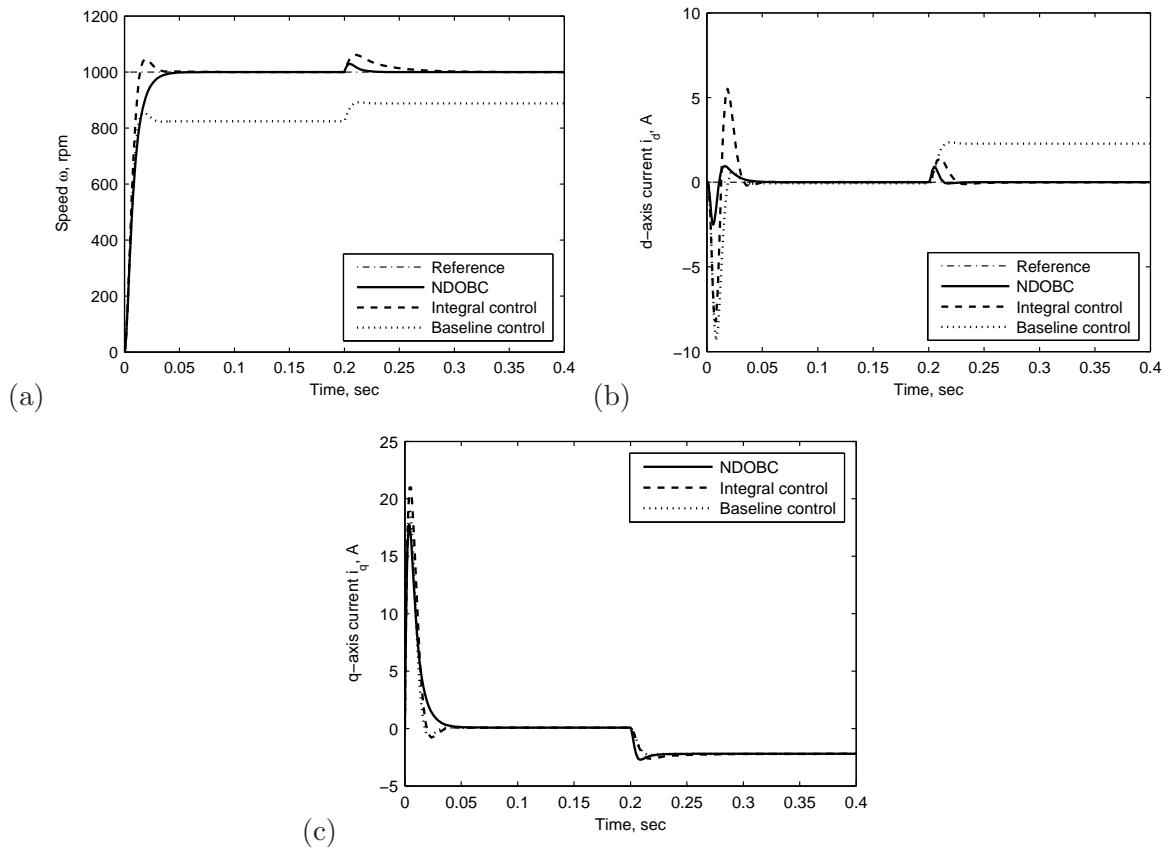 1200
1000
800
600
400
200
0
Speed ω, rpm
0 0.05 0.1 0.15 0.2 0.25 0.3 0.35 0.4
Time, sec
Reference
NDOBC
Integral control
Baseline control
(a)
10
5
0
−5
−10
d−axis current i_d, A
0 0.05 0.1 0.15 0.2 0.25 0.3 0.35 0.4
Time, sec
Reference
NDOBC
Integral control
Baseline control
(b)
25
20
15
10
5
0
−5
q−axis current i_q, A
0 0.05 0.1 0.15 0.2 0.25 0.3 0.35 0.4
Time, sec
NDOBC
Integral control
Baseline control
(c)